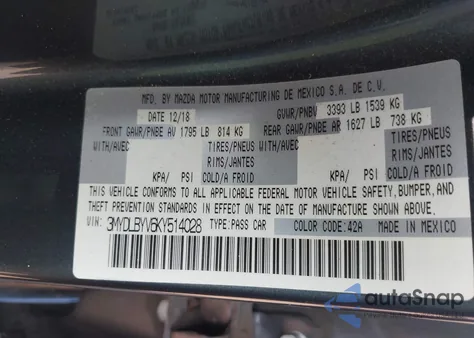 MFD. BY MAZDA MOTOR MANUFACTURING DE MEXICO S.A. DE C.V.
DATE 12/18 GVWR/PNBV 3393 LB 1539 KG
FRONT GAWR/PNBE AV 1795 LB 814 KG REAR GAWR/PNBE AR 1627 LB 738 KG
WITH/AVEC TIRES/PNEUS WITH/AVEC TIRES/PNEUS
RIMS/JANTES RIMS/JANTES
KPA/ PSI COLD/A FROID KPA/ PSI COLD/A FROID
THIS VEHICLE CONFORMS TO ALL APPLICABLE FEDERAL MOTOR VEHICLE SAFETY, BUMPER, AND
THEFT PREVENTION STANDARDS IN EFFECT ON THE DATE OF MANUFACTURE SHOWN ABOVE.
VIN: 3MYDLBYV6KY514028 TYPE:PASS CAR COLOR CODE:42A MADE IN MEXICO
autoSnap